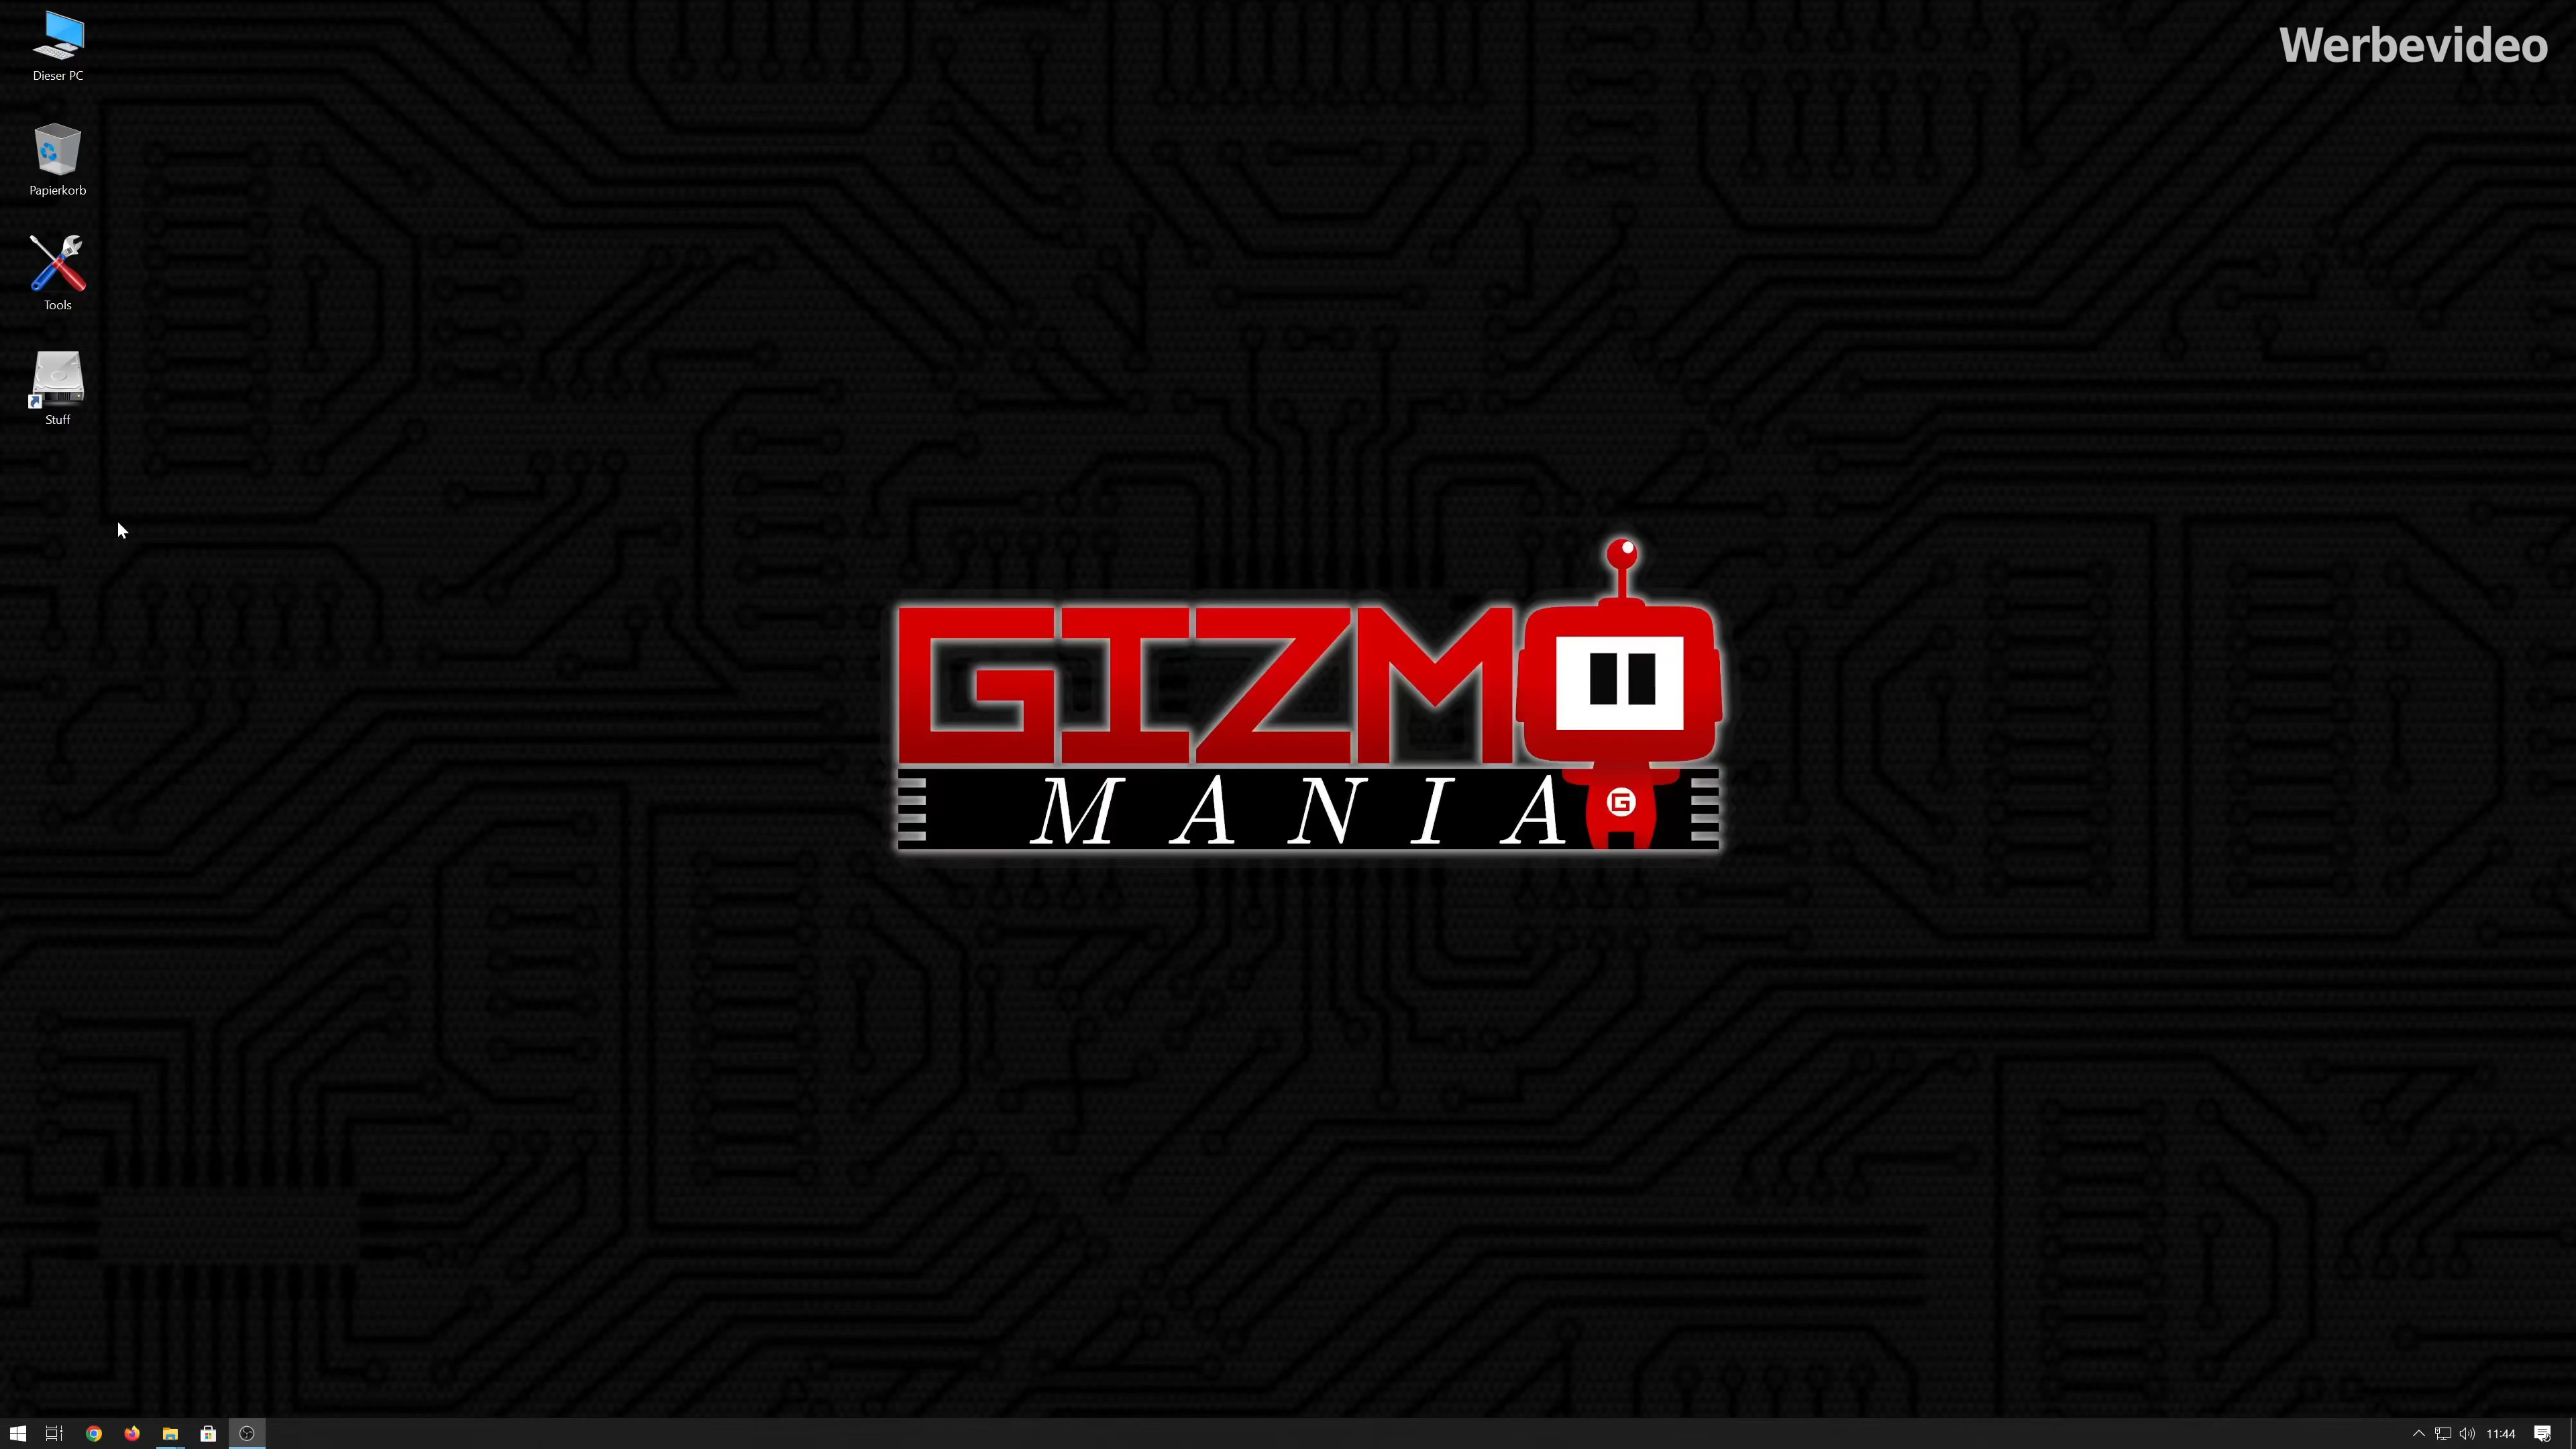 Werbevideo
Dieser PC
Papierkorb
Tools
Stuff
GIZMO
MANIA
G
11:44